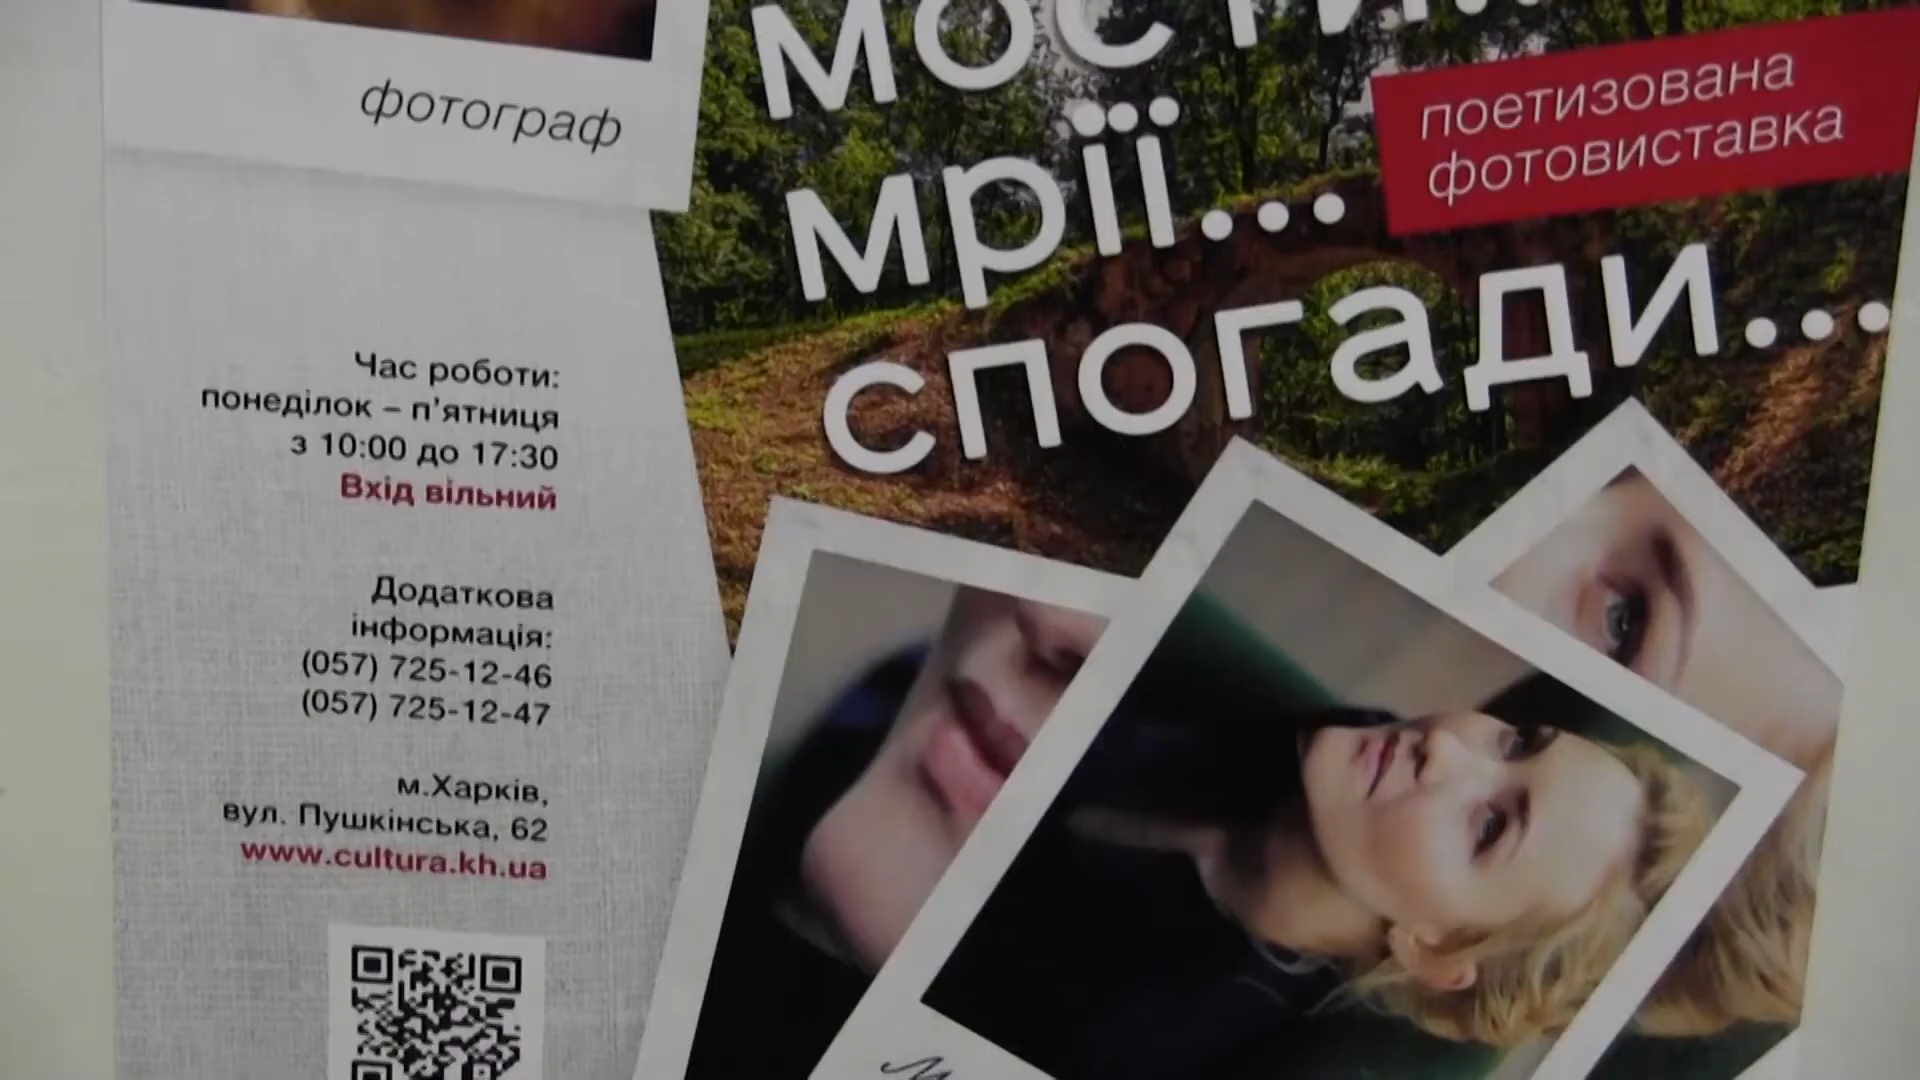 фотограф
Час роботи:
понеділок – п'ятниця
з 10:00 до 17:30
Вхід вільний
Додаткова
інформація:
(057) 725-12-46
(057) 725-12-47
м.Харків,
вул. Пушкінська, 62
www.cultura.kh.ua
мости...
мрії...
спогади...
поетизована
фотовиставка